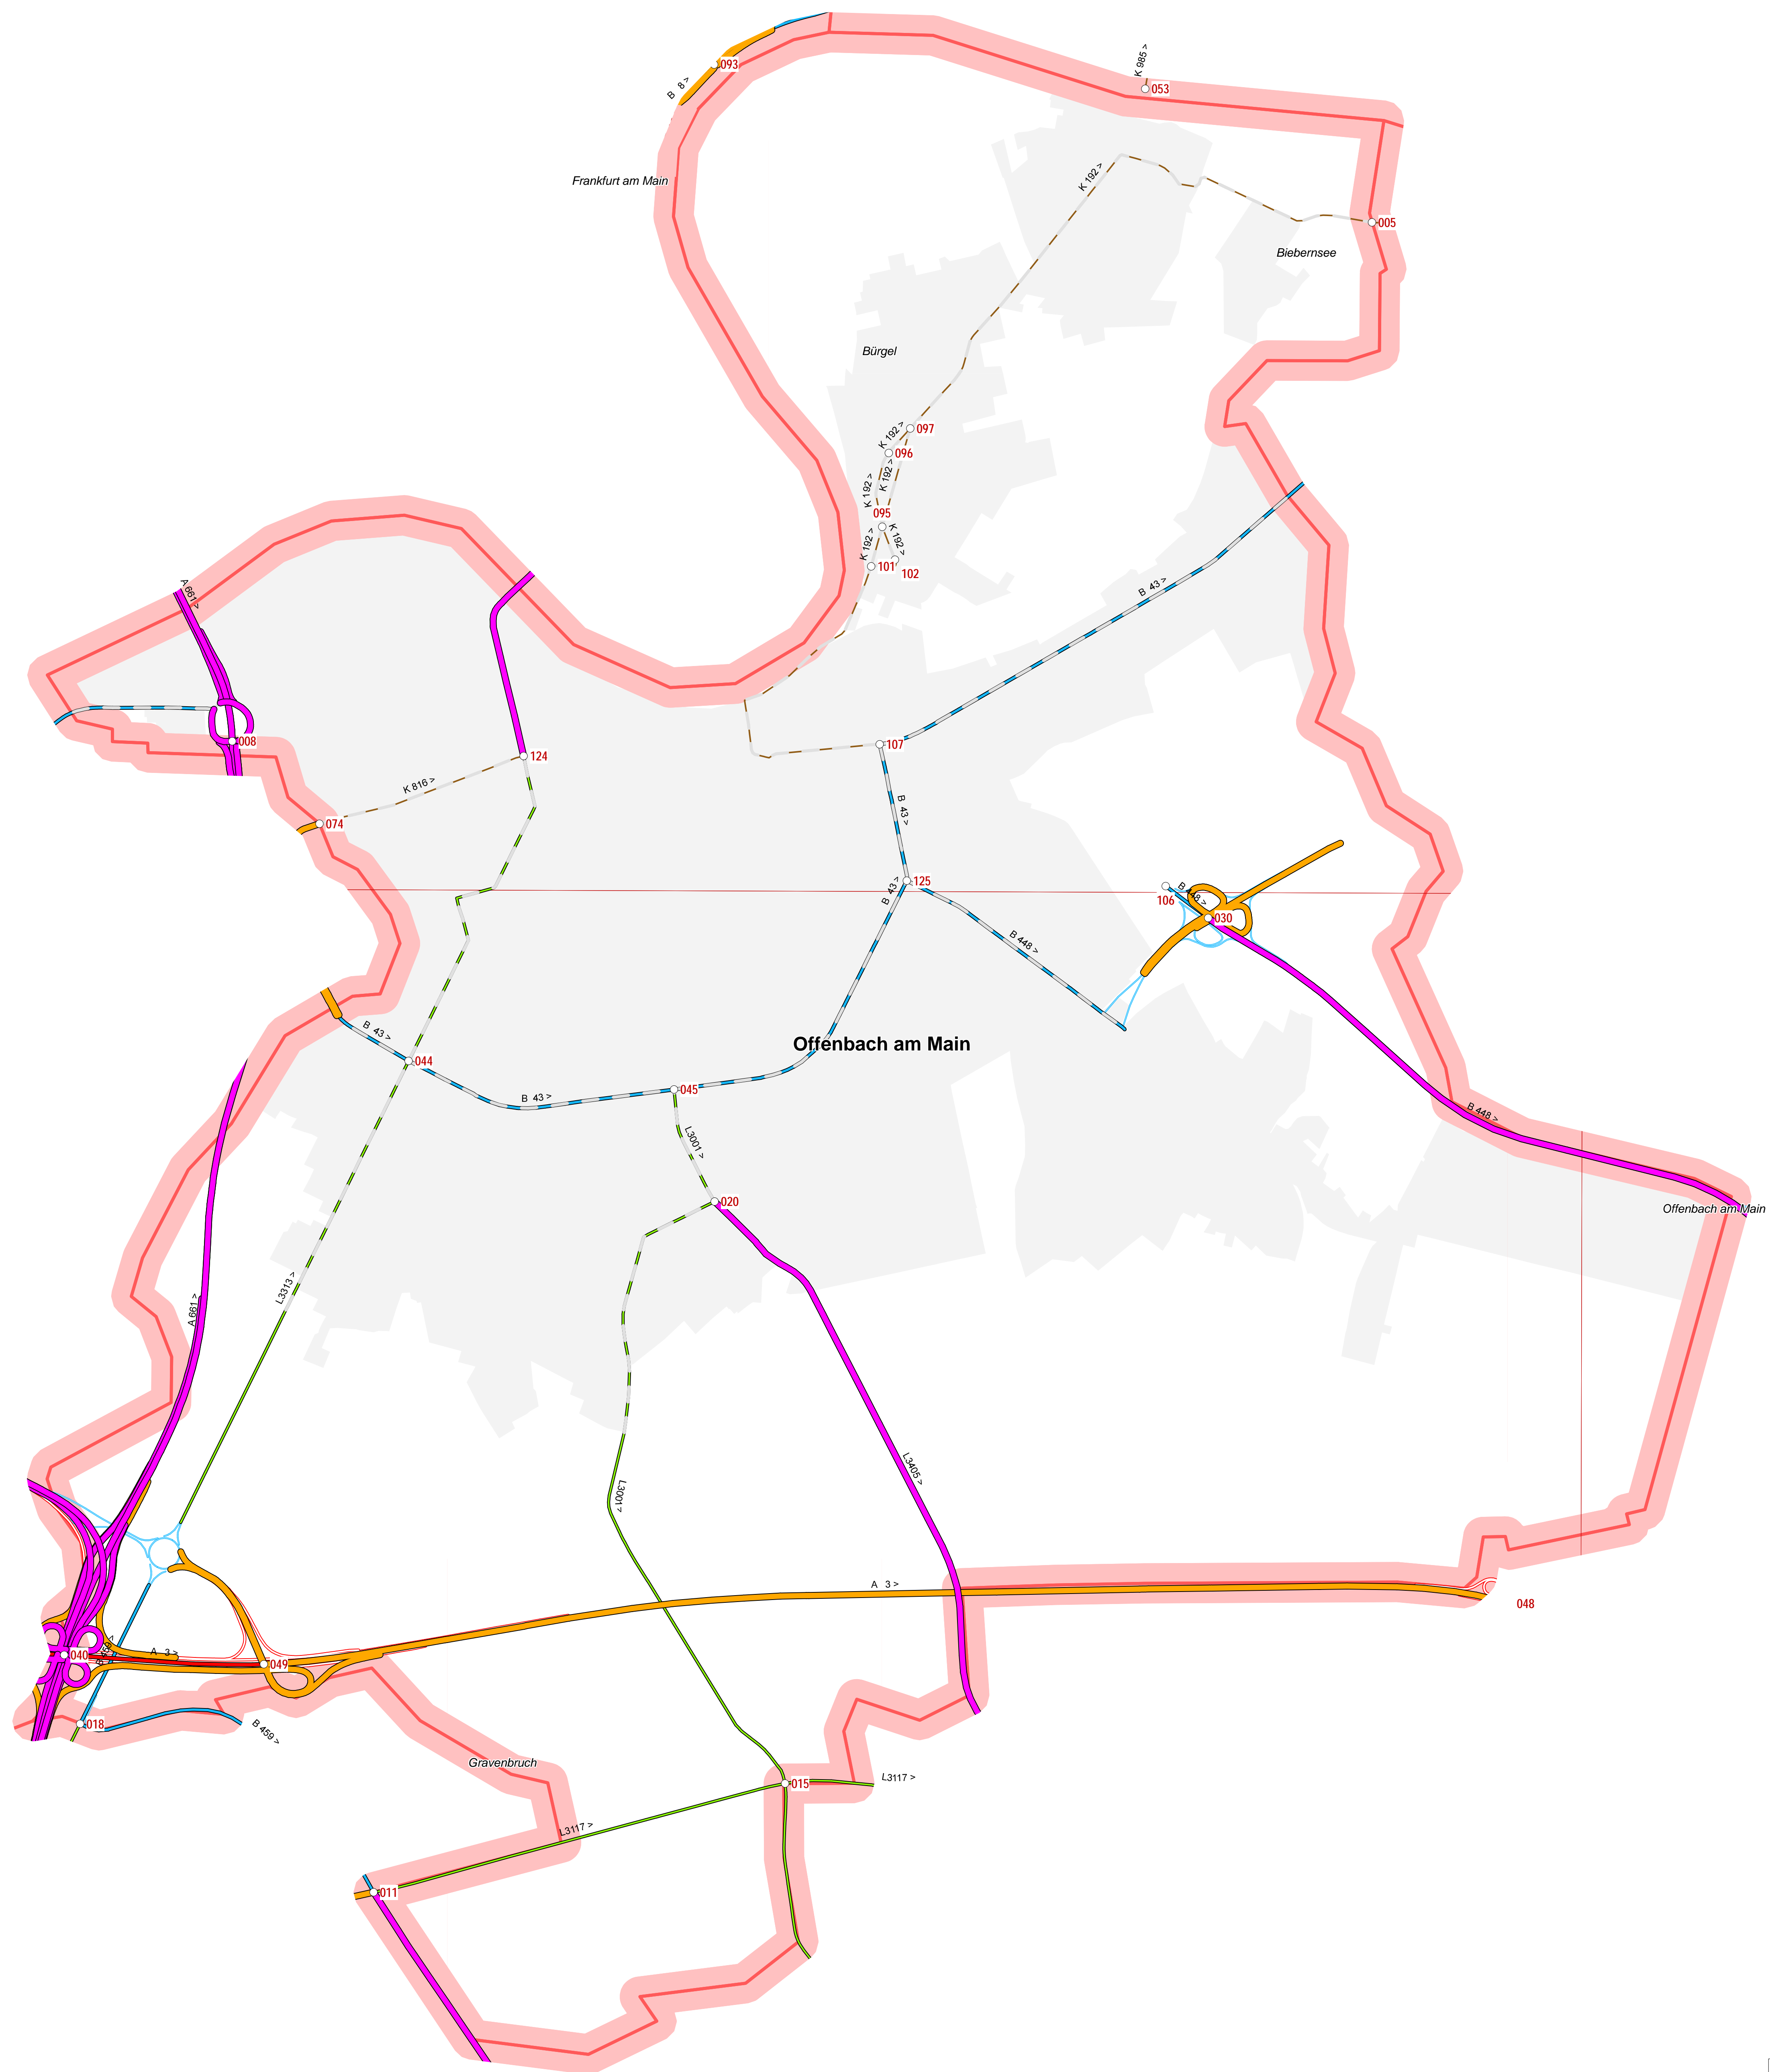 093
B 8 >
K 985 >
053
Frankfurt am Main
K 192 >
005
Biebernsee
Bürgel
097
K 192 >
096
K 192 >
K 192 >
095
K 192 >
K 192 >
101
102
A 661 >
B 43 >
008
107
124
K 816 >
B 43 >
074
125
B 43 >
B 448 >
106
030
B 448 >
B 43 >
Offenbach am Main
044
045
B 43 >
B 448 >
L3001 >
020
Offenbach am Main
L3313 >
A 661 >
L3405 >
L3001 >
A 3 >
048
B 459 >
A 3 >
040
049
018
B 459 >
Gravenbruch
015
L3117 >
L3117 >
011